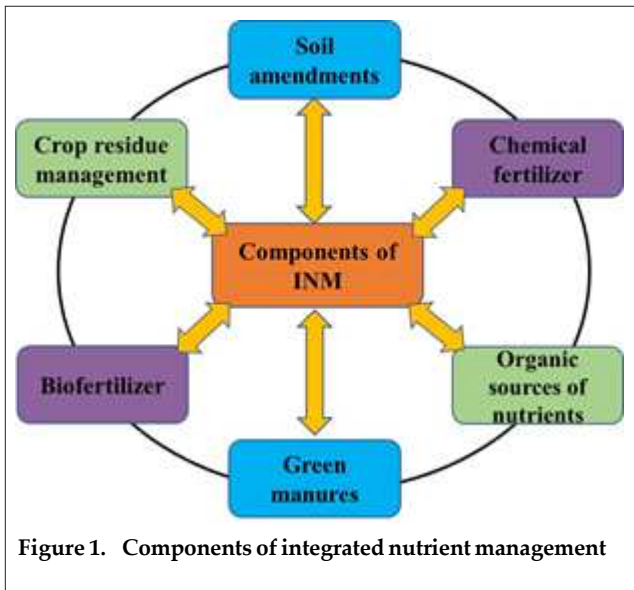 Soil
amendments
Crop residue
management
Chemical
fertilizer
Components of
INM
Biofertilizer
Organic
sources of
nutrients
Green
manures
Figure 1. Components of integrated nutrient management